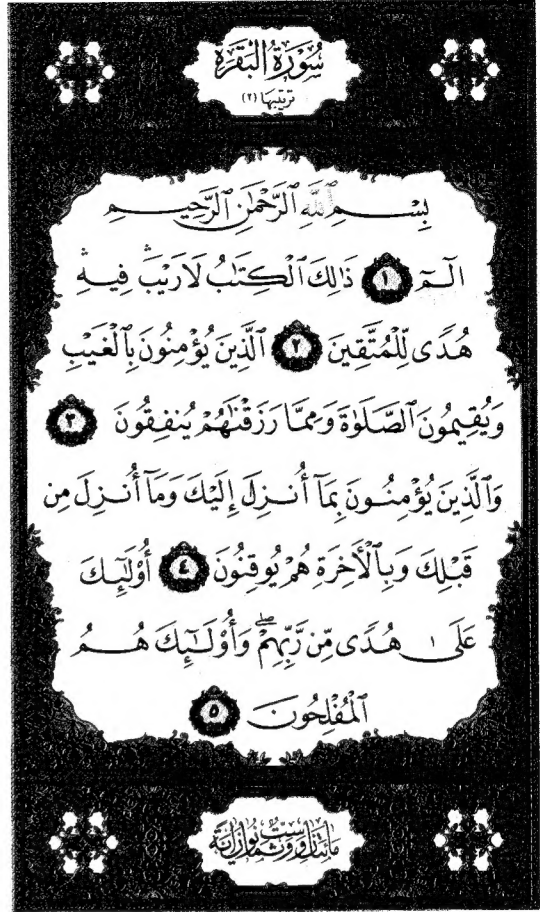 سُورَةُ الْبَقَرَةِ
ترتيبها (٢)
بِسْمِ ٱللَّهِ ٱلرَّحْمَٰنِ ٱلرَّحِيمِ
الٓمٓ ١ ذَٰلِكَ ٱلْكِتَٰبُ لَا رَيْبَۛ فِيهِۛ
هُدًى لِّلْمُتَّقِينَ ٢ ٱلَّذِينَ يُؤْمِنُونَ بِٱلْغَيْبِ
وَيُقِيمُونَ ٱلصَّلَوٰةَ وَمِمَّا رَزَقْنَٰهُمْ يُنفِقُونَ ٣
وَٱلَّذِينَ يُؤْمِنُونَ بِمَآ أُنزِلَ إِلَيْكَ وَمَآ أُنزِلَ مِن
قَبْلِكَ وَبِٱلْأَخِرَةِ هُمْ يُوقِنُونَ ٤ أُوْلَٰٓئِكَ
عَلَىٰ هُدًى مِّن رَّبِّهِمْۖ وَأُوْلَٰٓئِكَ هُمُ
ٱلْمُفْلِحُونَ ٥
مائتان وست وثمانون آية